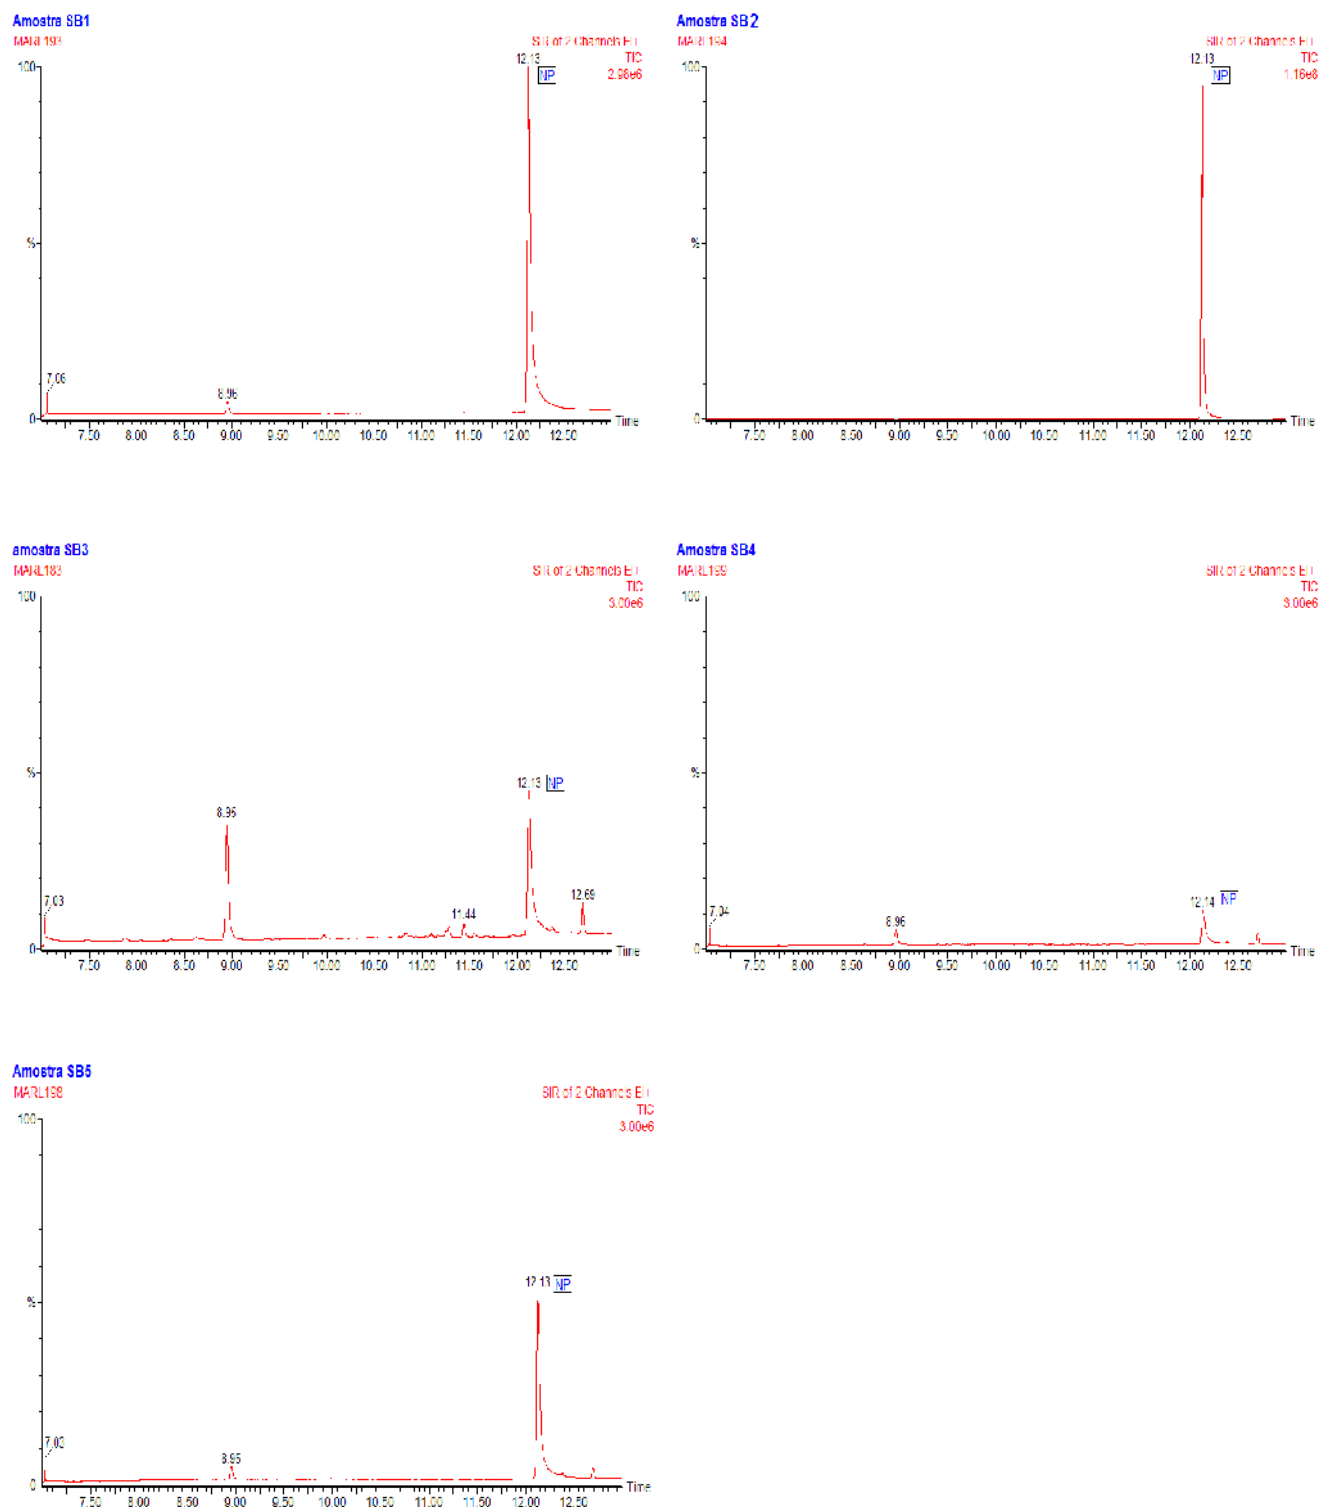 Amostra SB1
MARL193
SIR of 2 Channels EI+
TIC
2.98e6
100
12.13
NP
%
7.06
8.96
0
Time
7.50 8.00 8.50 9.00 9.50 10.00 10.50 11.00 11.50 12.00 12.50
Amostra SB2
MARL194
SIR of 2 Channels EI+
TIC
100
12.13
NP
%
0
Time
7.50 8.00 8.50 9.00 9.50 10.00 10.50 11.00 11.50 12.00 12.50
amostra SB3
MARL183
SIR of 2 Channels EI+
TIC
3.00e6
100
%
12.13 NP
8.95
7.03
11.44
12.69
0
Time
7.50 8.00 8.50 9.00 9.50 10.00 10.50 11.00 11.50 12.00 12.50
Amostra SB4
MARL199
SIR of 2 Channels EI+
TIC
3.00e6
100
%
7.04
8.96
12.14 NP
0
Time
7.50 8.00 8.50 9.00 9.50 10.00 10.50 11.00 11.50 12.00 12.50
Amostra SB5
MARL198
SIR of 2 Channels EI+
TIC
3.00e6
100
12.13 NP
%
7.03
8.95
0
Time
7.50 8.00 8.50 9.00 9.50 10.00 10.50 11.00 11.50 12.00 12.50